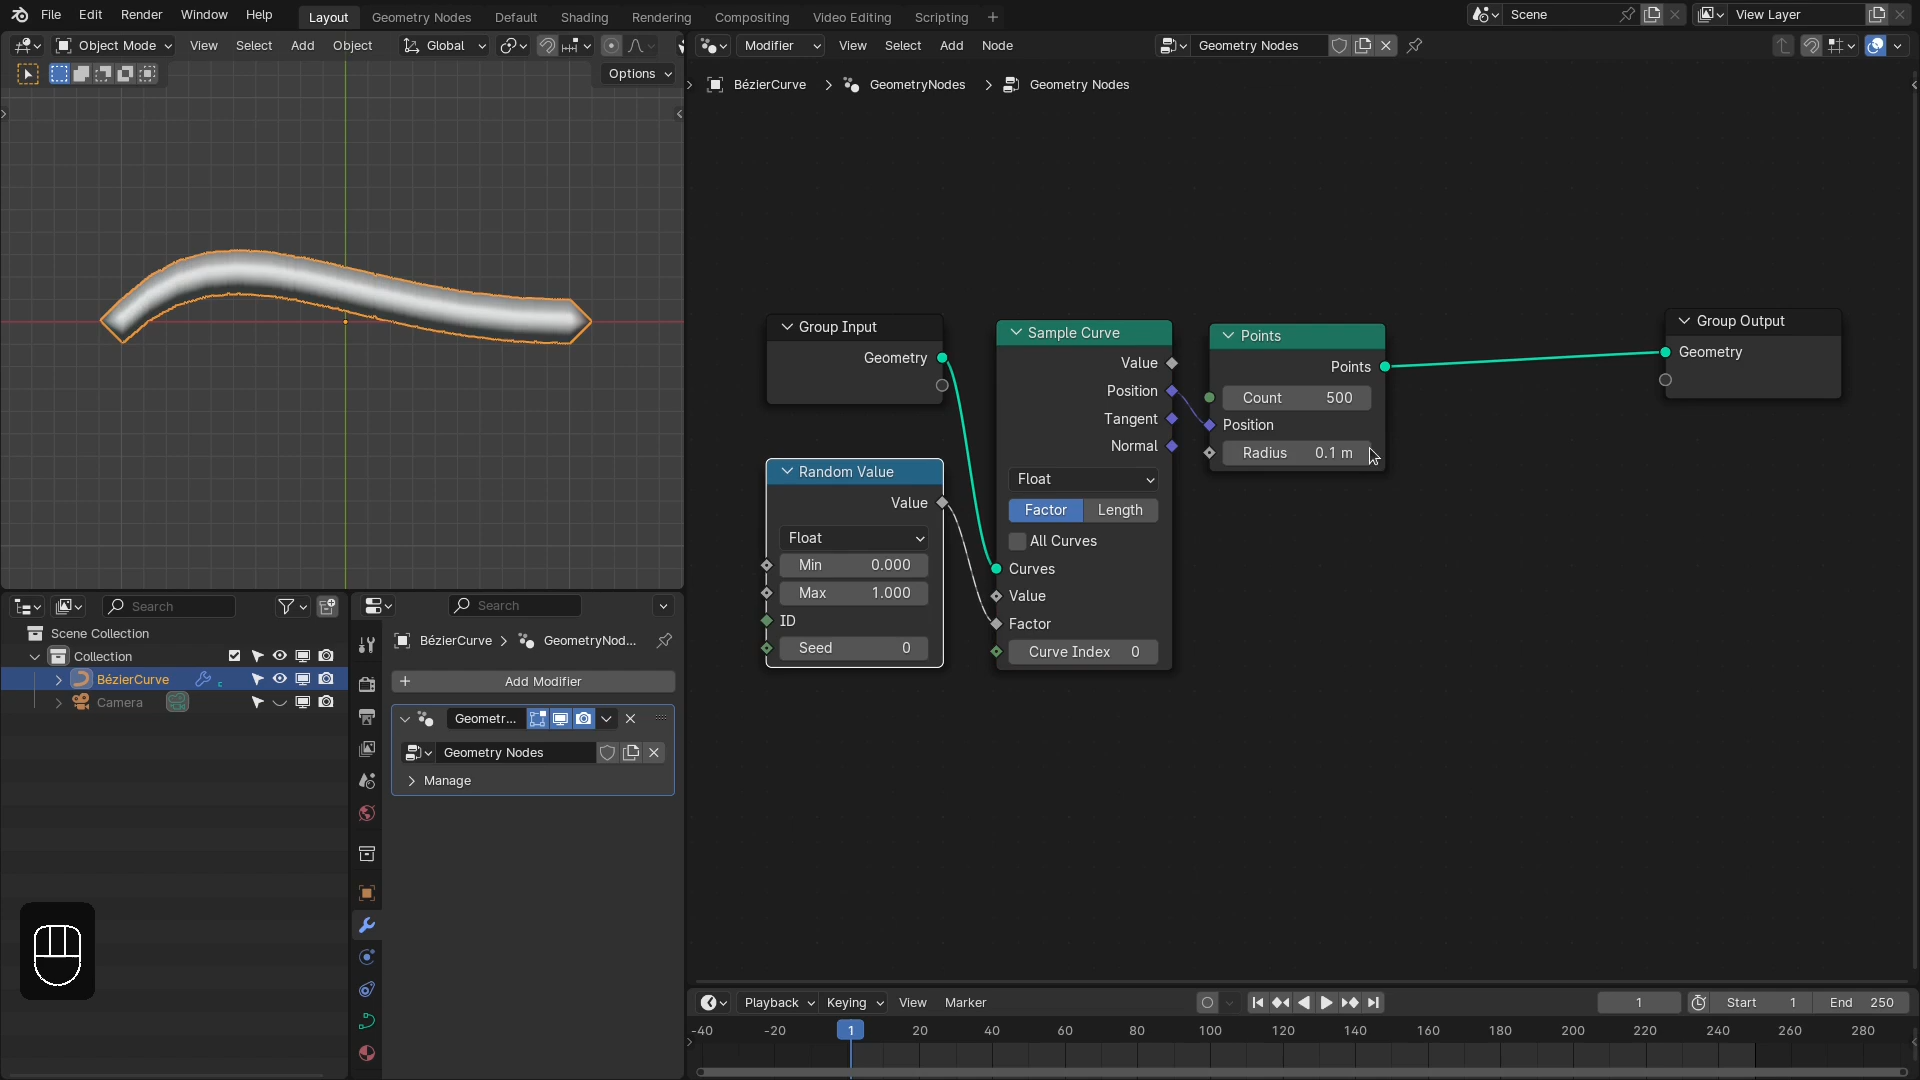 File Edit Render Window Help Layout Geometry Nodes Default Shading Rendering Compositing Video Editing Scripting + Scene View Layer
Object Mode View Select Add Object Global
Options
Modifier View Select Add Node Geometry Nodes
BézierCurve > GeometryNodes > Geometry Nodes
Group Input
Geometry
Random Value
Value
Float
Min 0.000
Max 1.000
ID
Seed 0
Sample Curve
Value
Position
Tangent
Normal
Float
Factor Length
All Curves
Curves
Value
Factor
Curve Index 0
Points
Points
Count 500
Position
Radius 0.1 m
Group Output
Geometry
Search
Scene Collection
Collection
BézierCurve
Camera
Search
BézierCurve > GeometryNod...
+ Add Modifier
Geometr...
Geometry Nodes
Manage
Playback Keying View Marker 1 Start 1 End 250
-40 -20 1 20 40 60 80 100 120 140 160 180 200 220 240 260 280